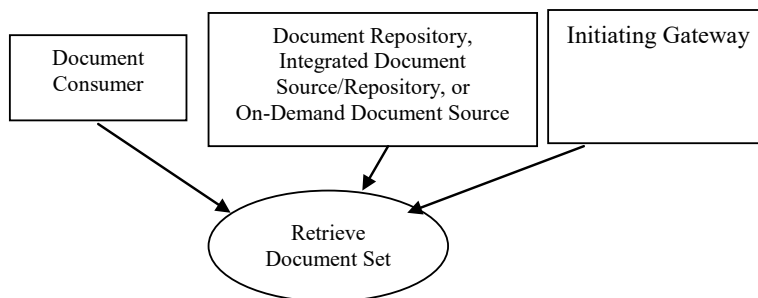 Document
Consumer
Document Repository,
Integrated Document
Source/Repository, or
On-Demand Document Source
Initiating Gateway
Retrieve
Document Set